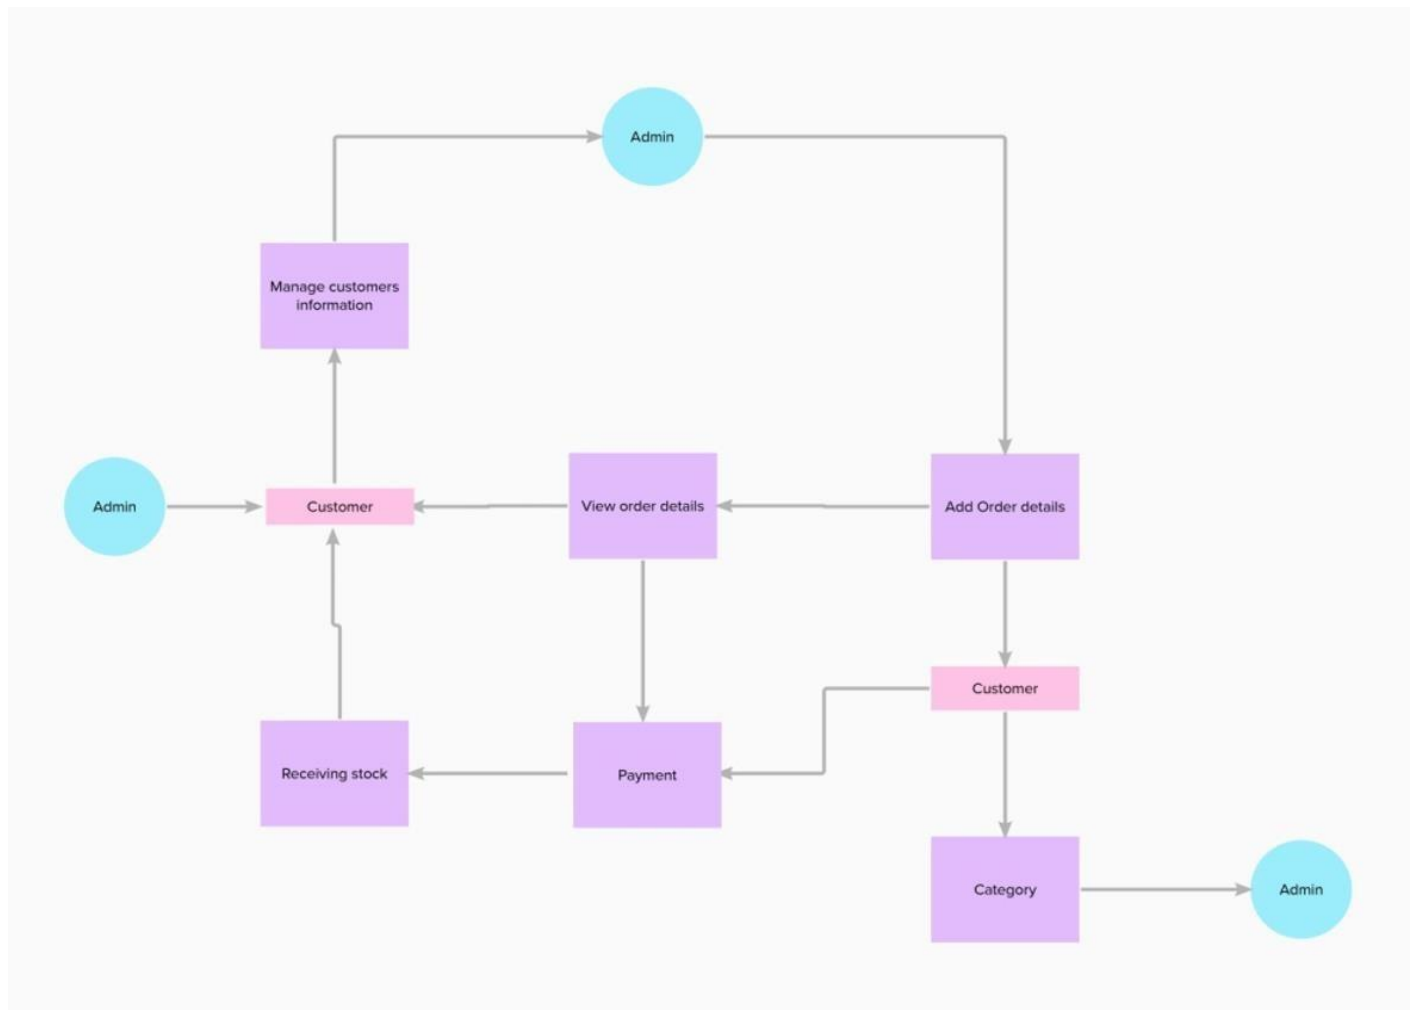 Admin
Manage customers
information
Admin
Customer
View order details
Add Order details
Customer
Receiving stock
Payment
Category
Admin